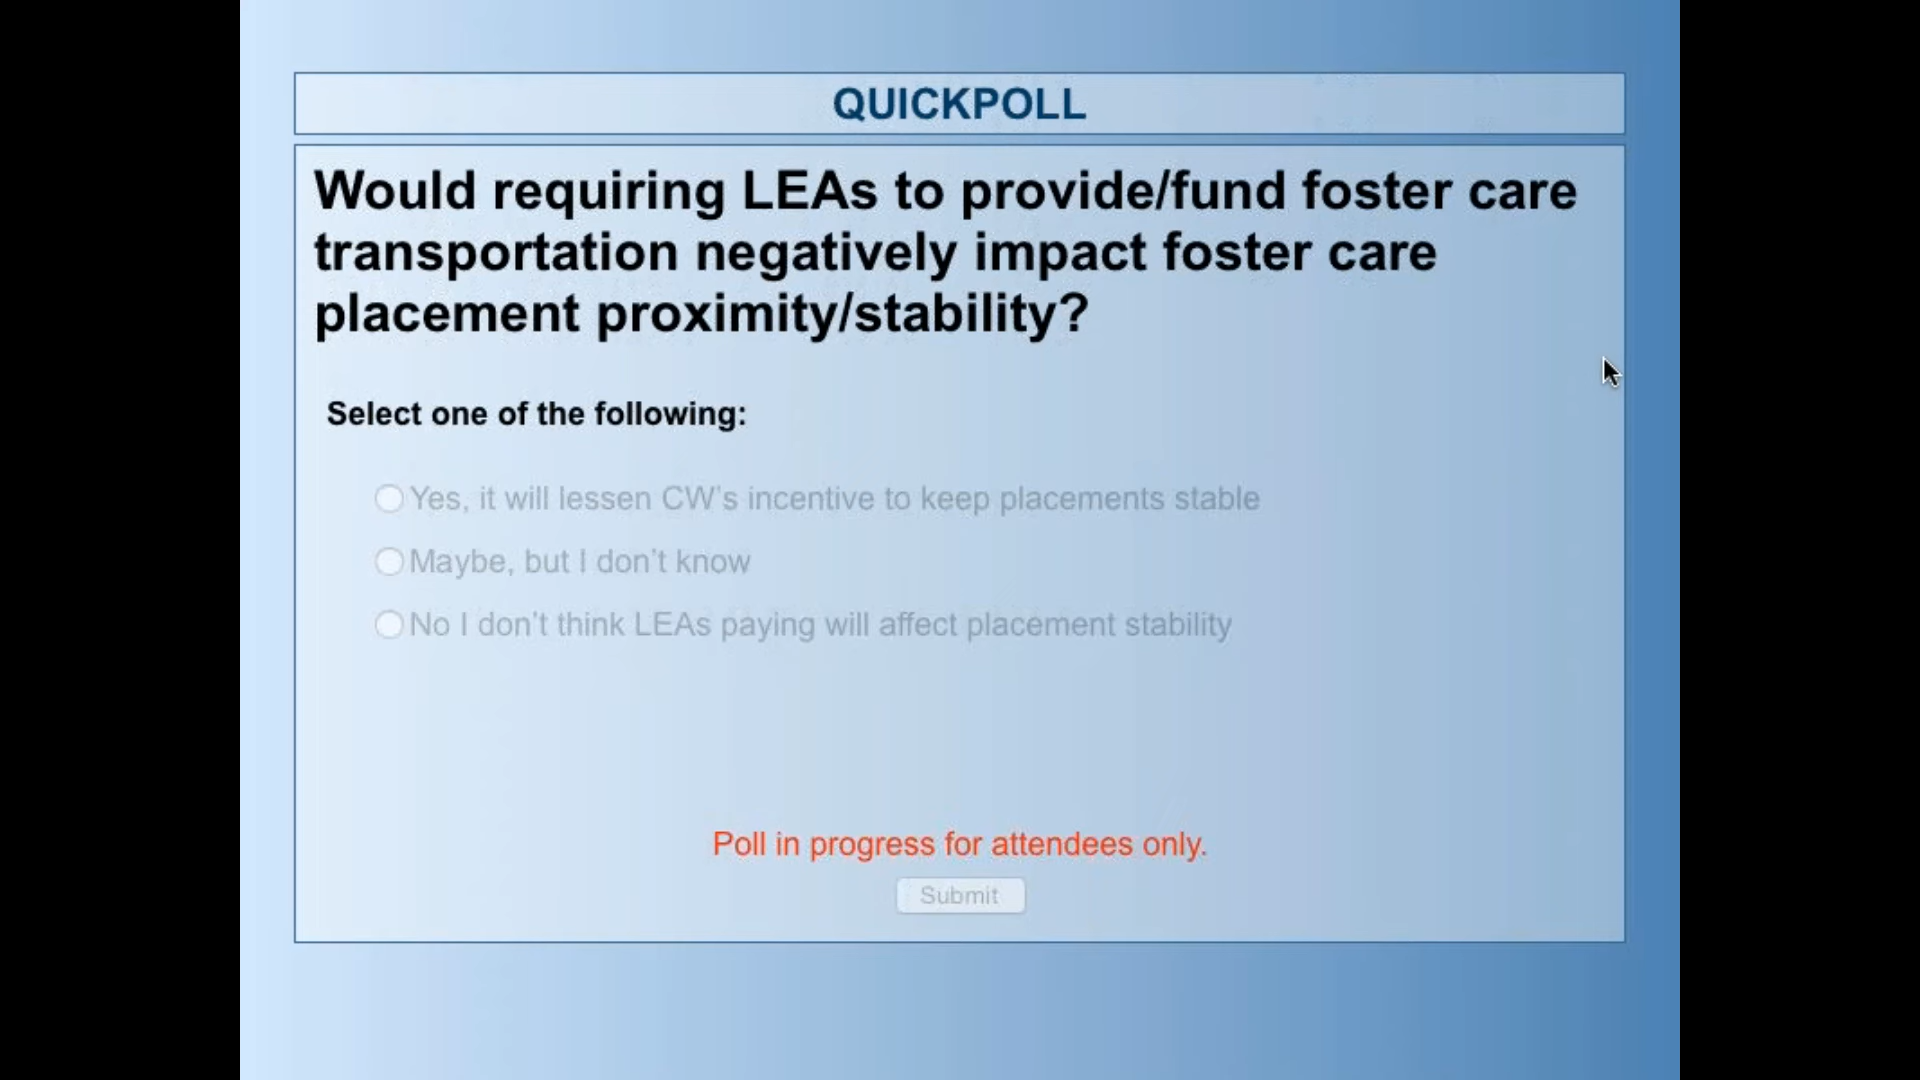 QUICKPOLL
Would requiring LEAs to provide/fund foster care
transportation negatively impact foster care
placement proximity/stability?
Select one of the following:
Yes, it will lessen CW's incentive to keep placements stable
Maybe, but I don't know
No I don't think LEAs paying will affect placement stability
Poll in progress for attendees only.
Submit